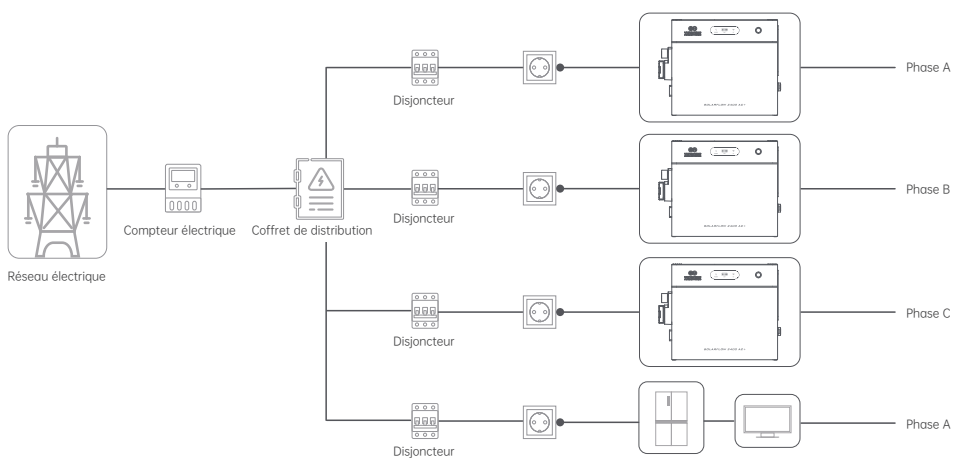 Phase A
Disjoncteur
Phase B
Disjoncteur
Compteur électrique
Coffret de distribution
Réseau électrique
Phase C
Disjoncteur
Phase A
Disjoncteur